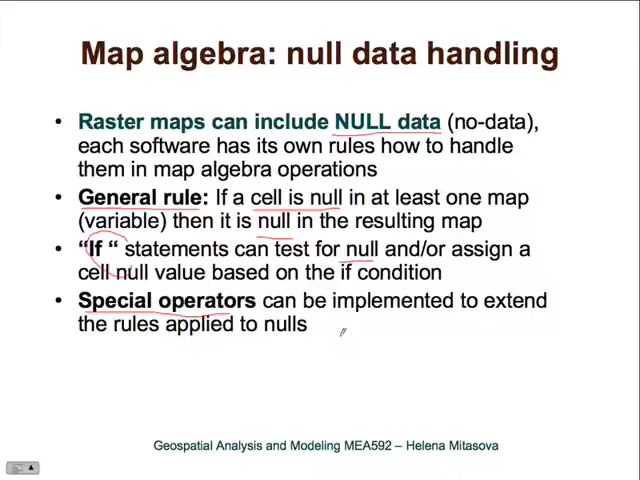 Map algebra: null data handling
• Raster maps can include NULL data (no-data),
each software has its own rules how to handle
them in map algebra operations
• General rule: If a cell is null in at least one map
(variable) then it is null in the resulting map
• “If “ statements can test for null and/or assign a
cell null value based on the if condition
• Special operators can be implemented to extend
the rules applied to nulls
Geospatial Analysis and Modeling MEA592 – Helena Mitasova